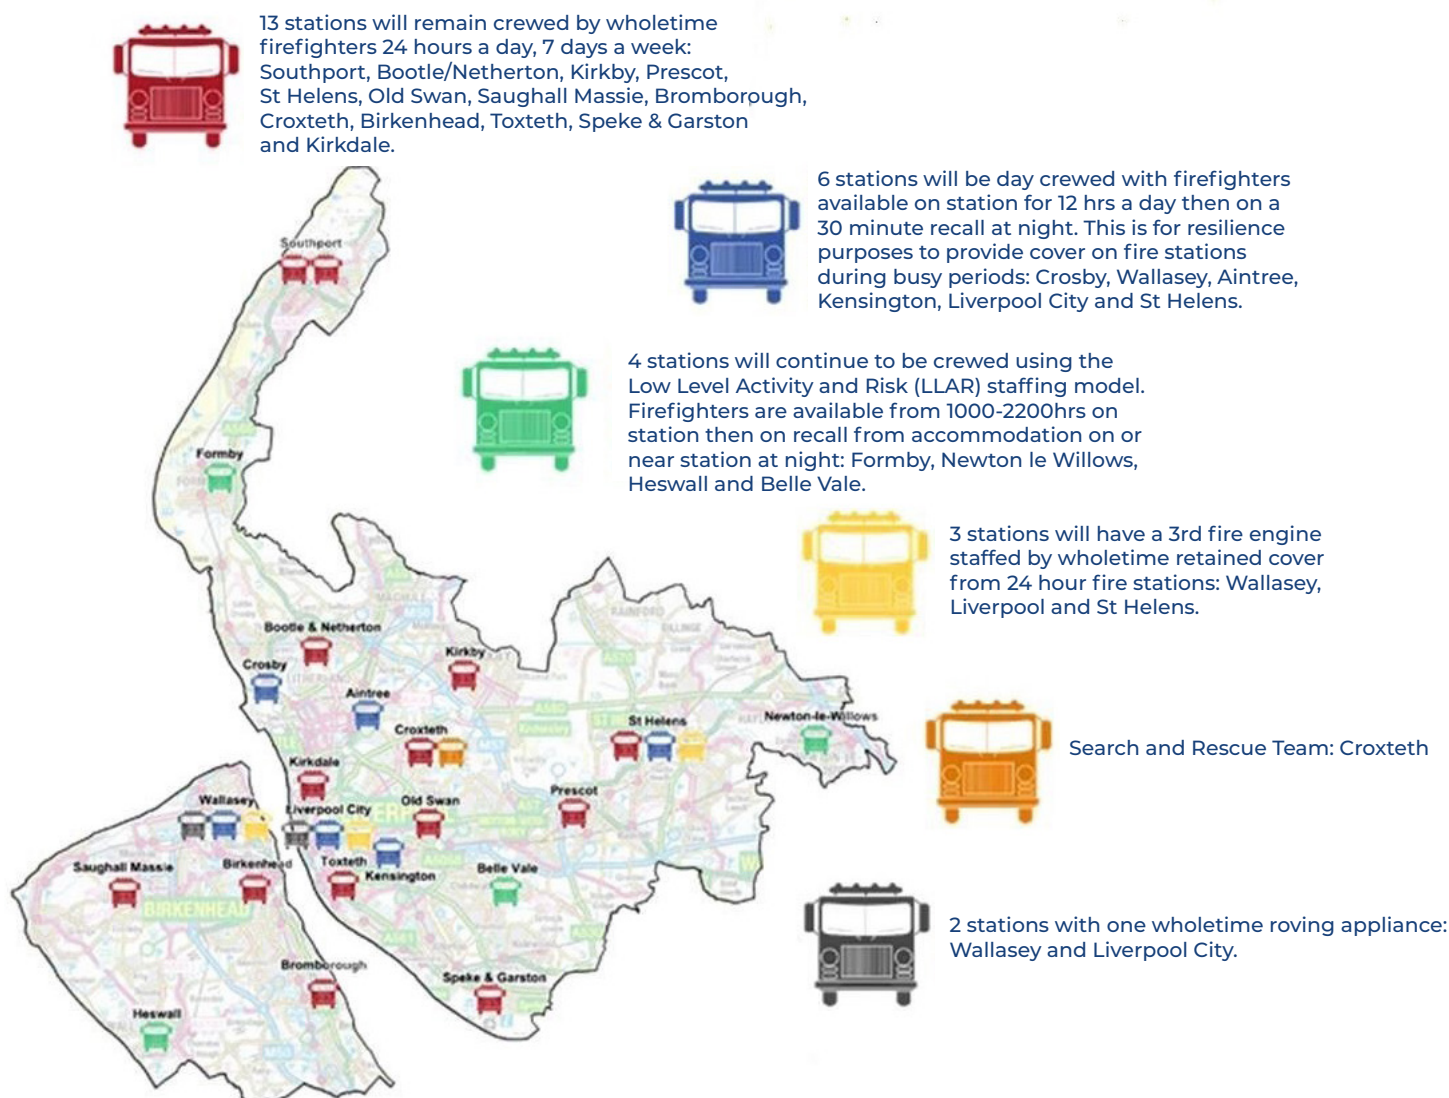 13 stations will remain crewed by wholetime
firefighters 24 hours a day, 7 days a week:
Southport, Bootle/Netherton, Kirkby, Prescot,
St Helens, Old Swan, Saughall Massie, Bromborough,
Croxteth, Birkenhead, Toxteth, Speke & Garston
and Kirkdale.
6 stations will be day crewed with firefighters
available on station for 12 hrs a day then on a
30 minute recall at night. This is for resilience
purposes to provide cover on fire stations
during busy periods: Crosby, Wallasey, Aintree,
Kensington, Liverpool City and St Helens.
4 stations will continue to be crewed using the
Low Level Activity and Risk (LLAR) staffing model.
Firefighters are available from 1000-2200hrs on
station then on recall from accommodation on or
near station at night: Formby, Newton le Willows,
Heswall and Belle Vale.
3 stations will have a 3rd fire engine
staffed by wholetime retained cover
from 24 hour fire stations: Wallasey,
Liverpool and St Helens.
Search and Rescue Team: Croxteth
2 stations with one wholetime roving appliance:
Wallasey and Liverpool City.
Southport
Formby
Bootle & Netherton
Kirkby
Crosby
Aintree
Croxteth
St Helens
Newton-le-Willows
Kirkdale
Prescot
Wallasey
Liverpool City
Old Swan
Saughall Massie
Birkenhead
Toxteth
Kensington
Belle Vale
BIRKENHEAD
Bromborough
Speke & Garston
Heswall
RAINFORD